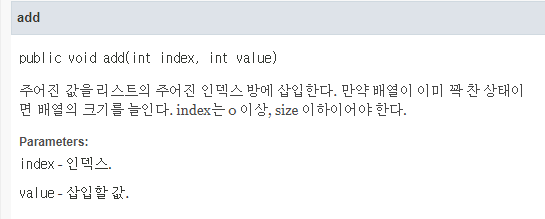 add
public void add(int index, int value)
주어진 값을 리스트의 주어진 인덱스 방에 삽입한다. 만약 배열이 이미 꽉 찬 상태이
면 배열의 크기를 늘인다. index는 0 이상, size 이하이어야 한다.
Parameters:
index - 인덱스.
value - 삽입할 값.